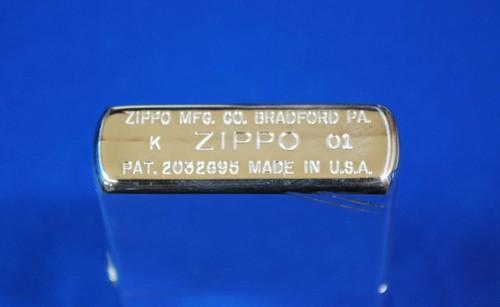 ZIPPO MFG. CO. BRADFORD PA.
K ZIPPO 01
PAT. 2032695 MADE IN U.S.A.